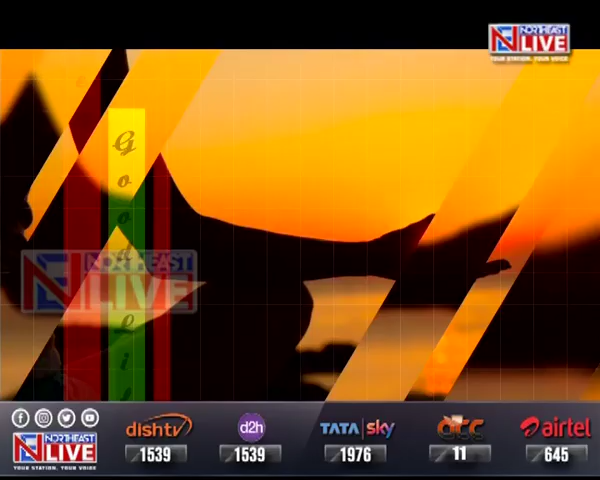 NORTHEAST
LIVE
YOUR STATION. YOUR VOICE
Good
NORTHEAST
LIVE
NORTHEAST
LIVE
YOUR STATION. YOUR VOICE
dishtv
1539
d2h
1539
TATA sky
1976
11
airtel
645